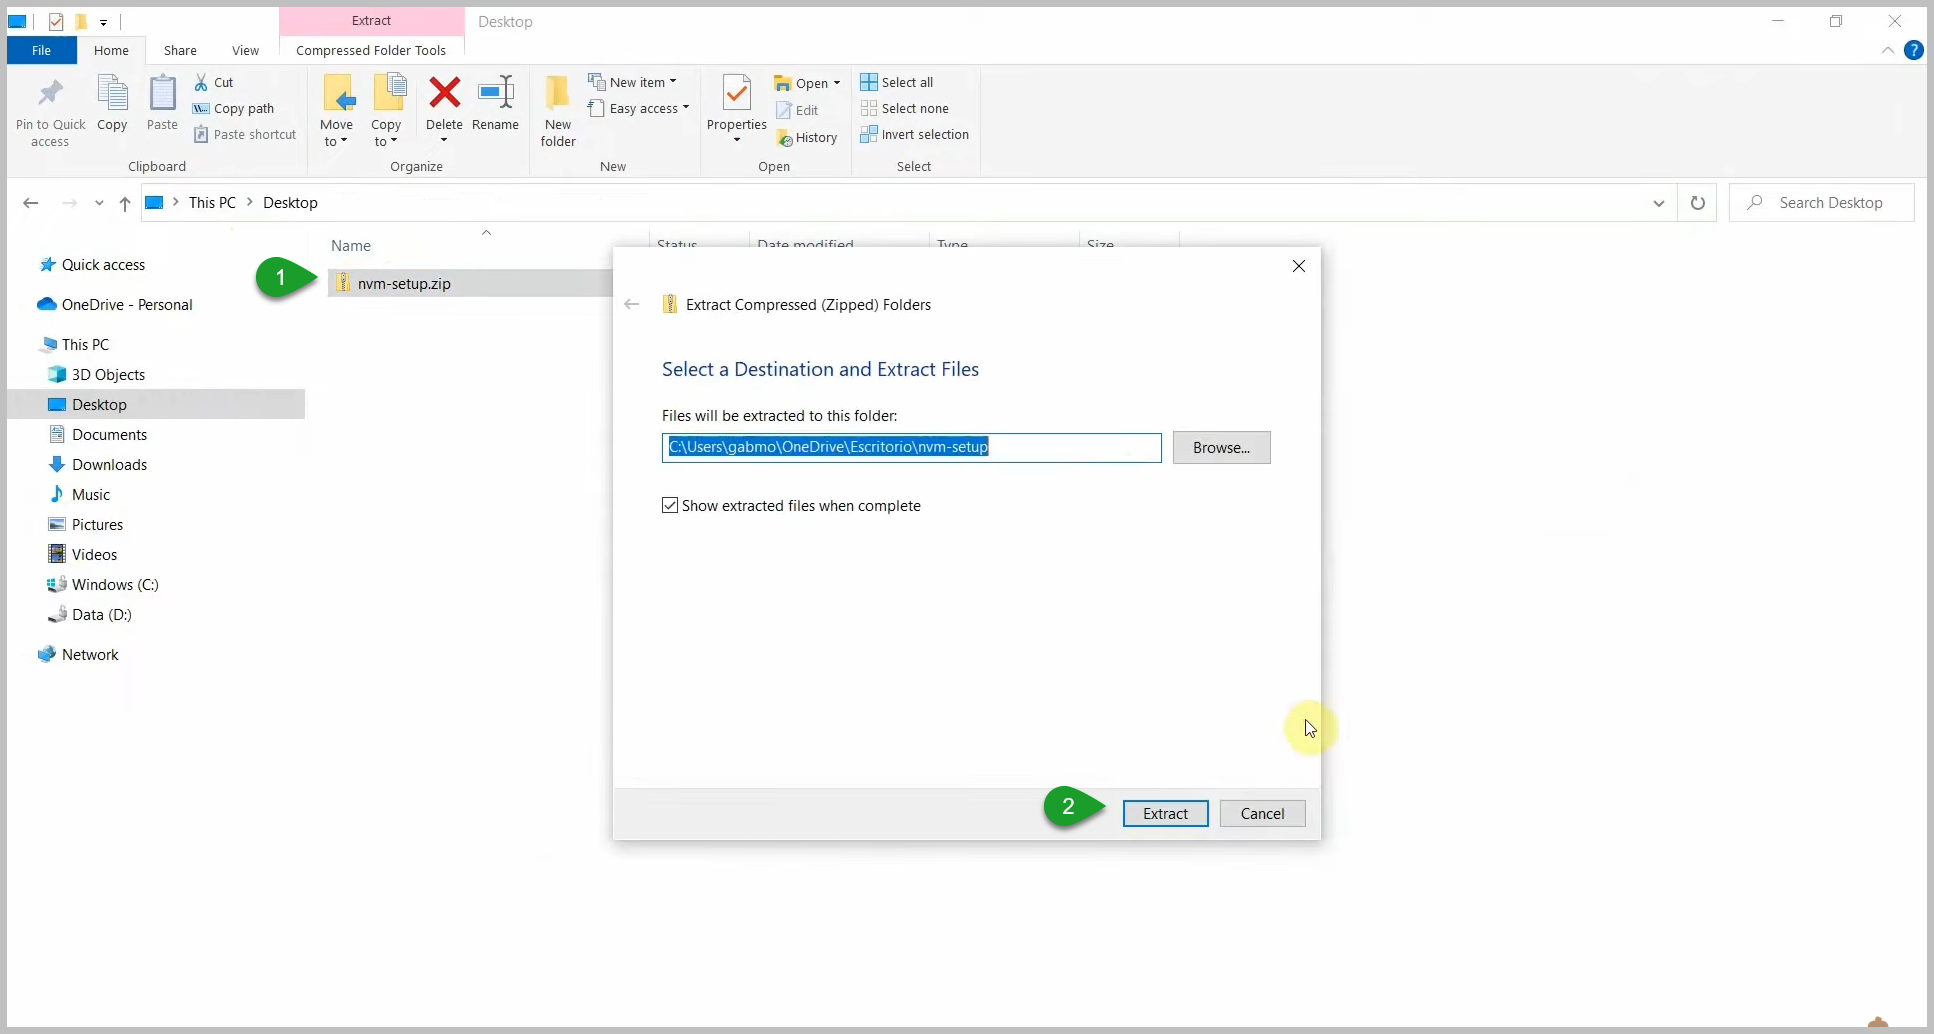 Extract
Desktop
File
Home
Share
View
Compressed Folder Tools
?
Pin to Quick
access
Copy
Paste
Cut
Copy path
Paste shortcut
Clipboard
Move
to
Copy
to
Delete
Rename
Organize
New
folder
New item
Easy access
New
Properties
Open
Edit
History
Open
Select all
Select none
Invert selection
Select
This PC
Desktop
Search Desktop
Name
Status
Date modified
Type
Size
1
nvm-setup.zip
Quick access
OneDrive - Personal
This PC
3D Objects
Desktop
Documents
Downloads
Music
Pictures
Videos
Windows (C:)
Data (D:)
Network
Extract Compressed (Zipped) Folders
Select a Destination and Extract Files
Files will be extracted to this folder:
C:\Users\gabmo\OneDrive\Escritorio\nvm-setup
Browse...
Show extracted files when complete
2
Extract
Cancel